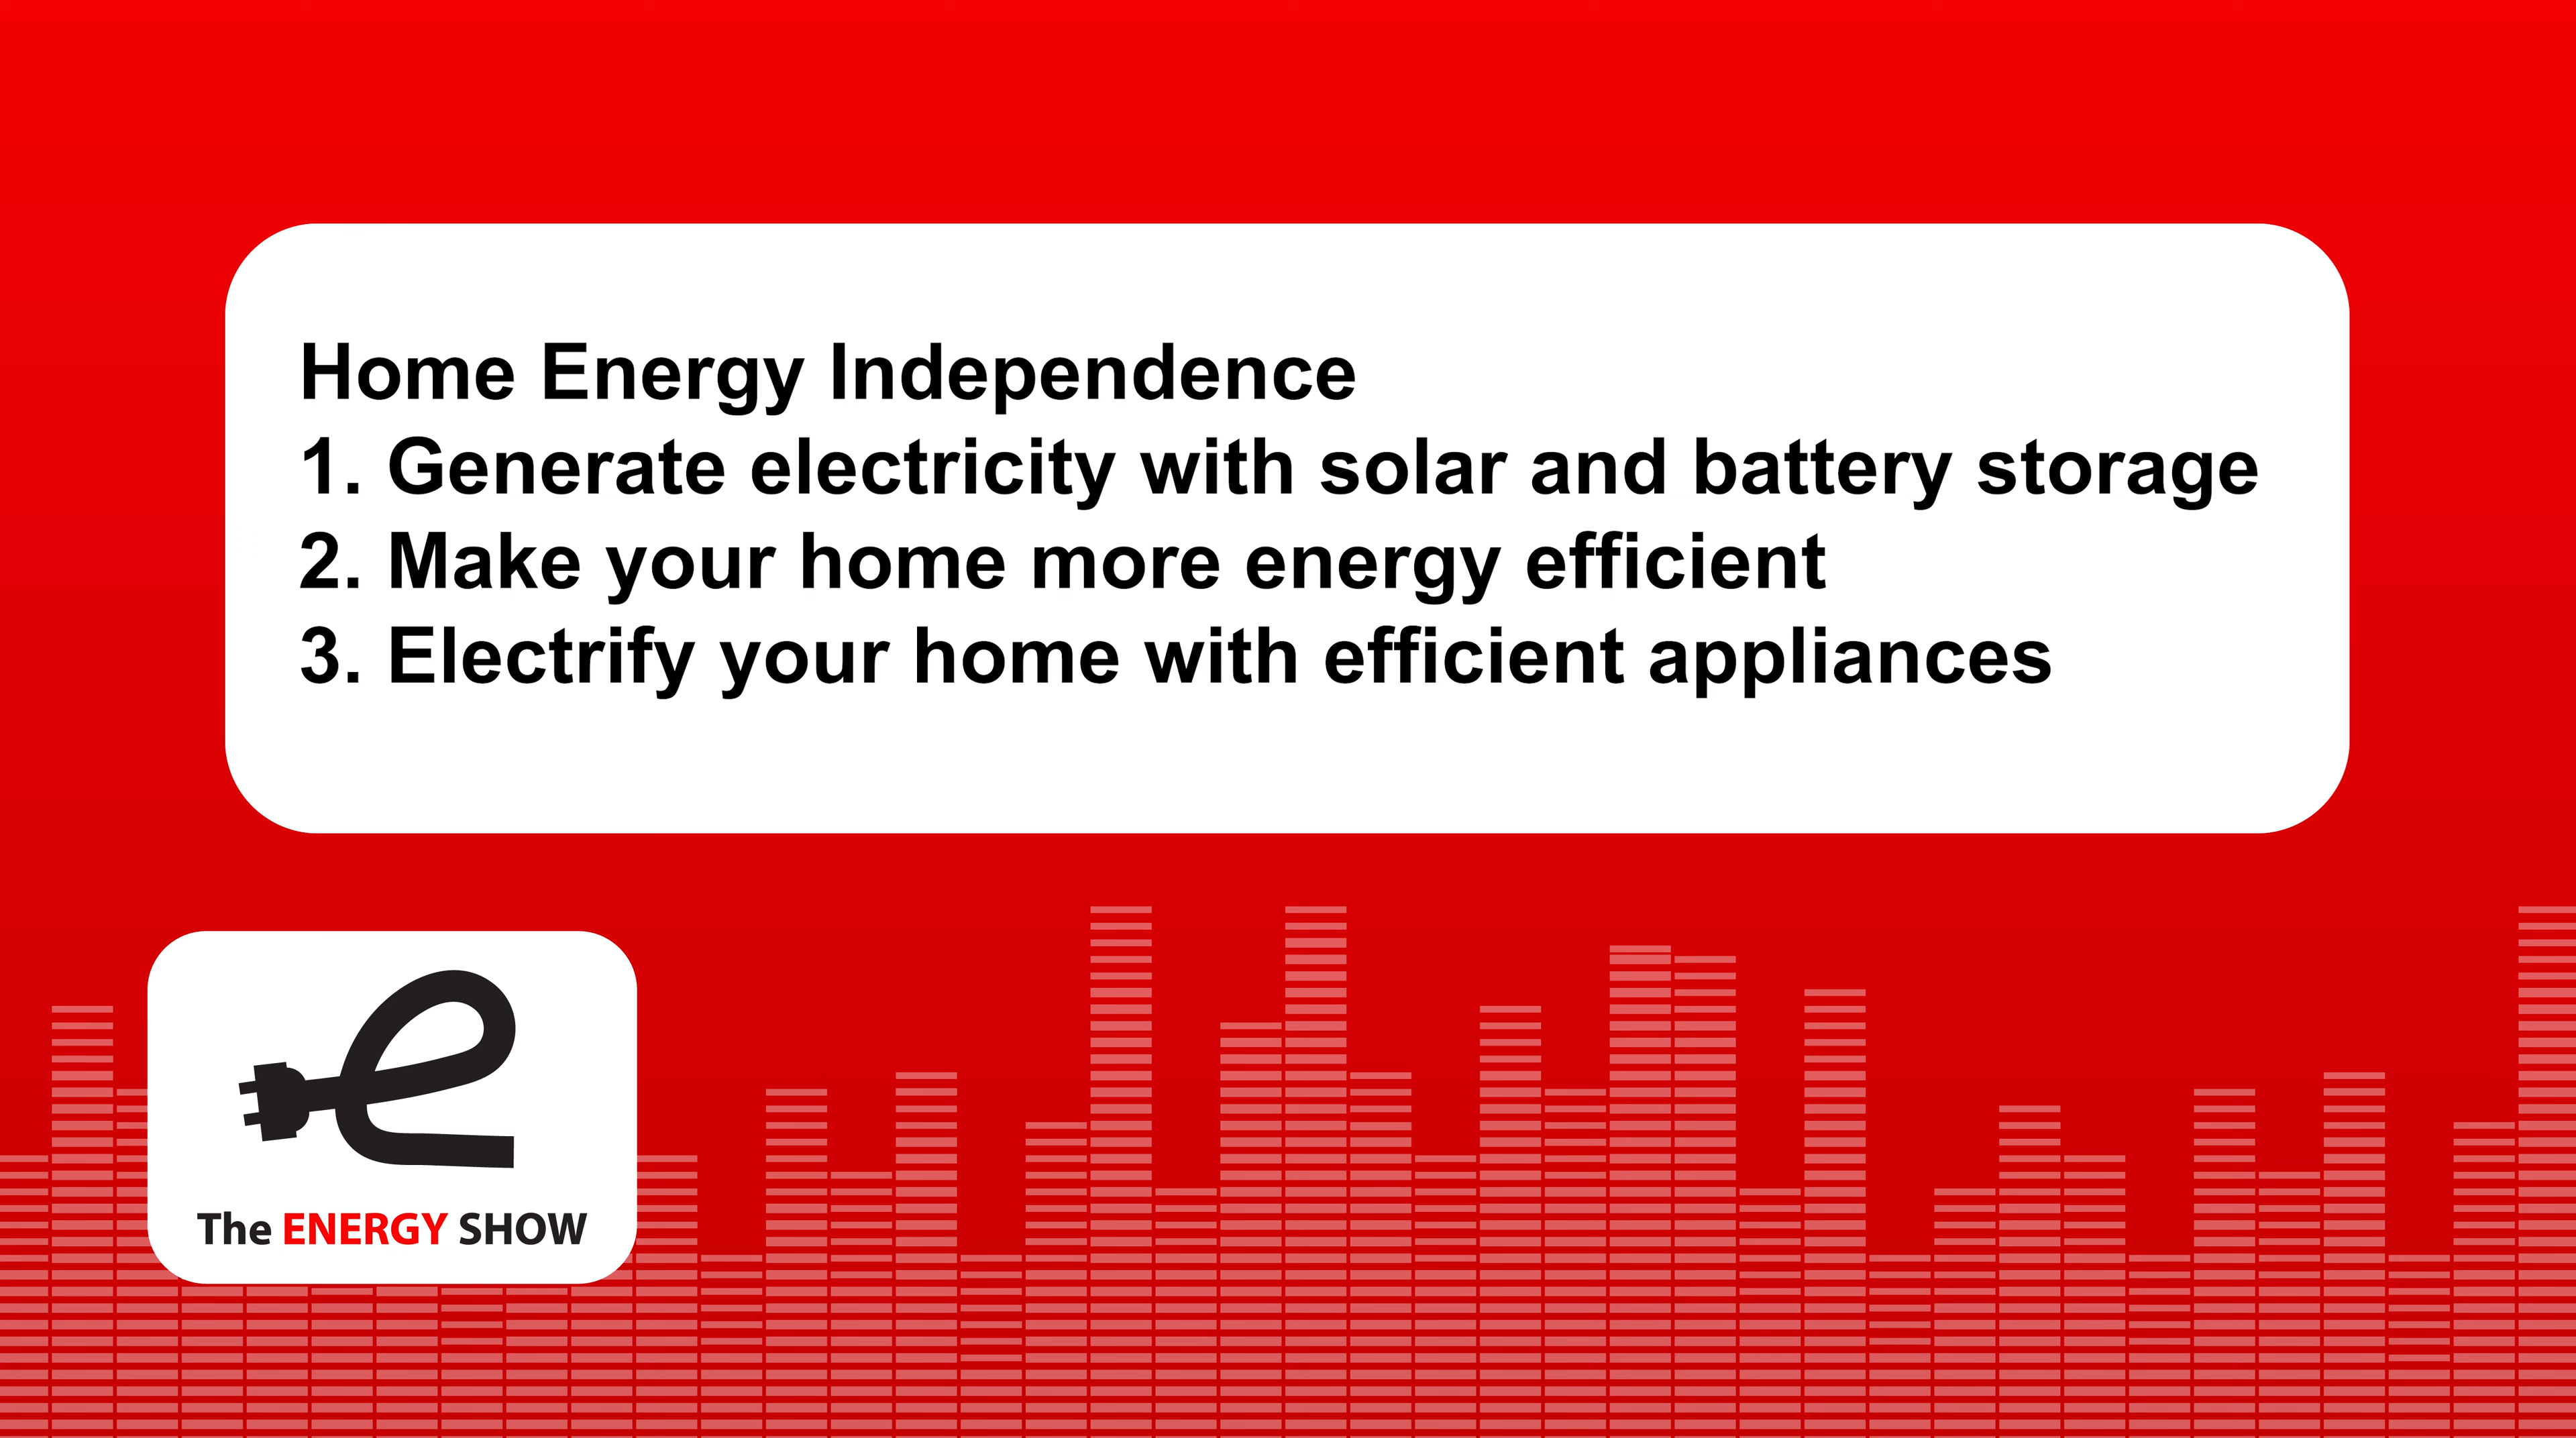 Home Energy Independence
1. Generate electricity with solar and battery storage
2. Make your home more energy efficient
3. Electrify your home with efficient appliances
The ENERGY SHOW